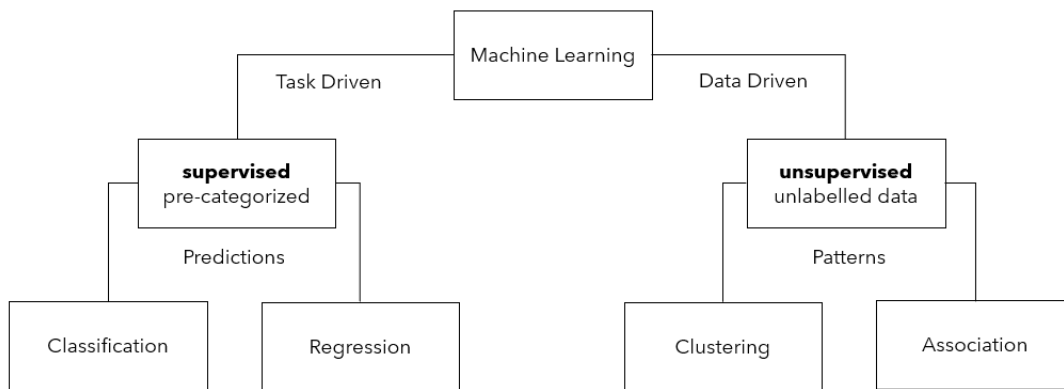 Machine Learning
Task Driven
Data Driven
supervised
pre-categorized
unsupervised
unlabelled data
Predictions
Patterns
Classification
Regression
Clustering
Association